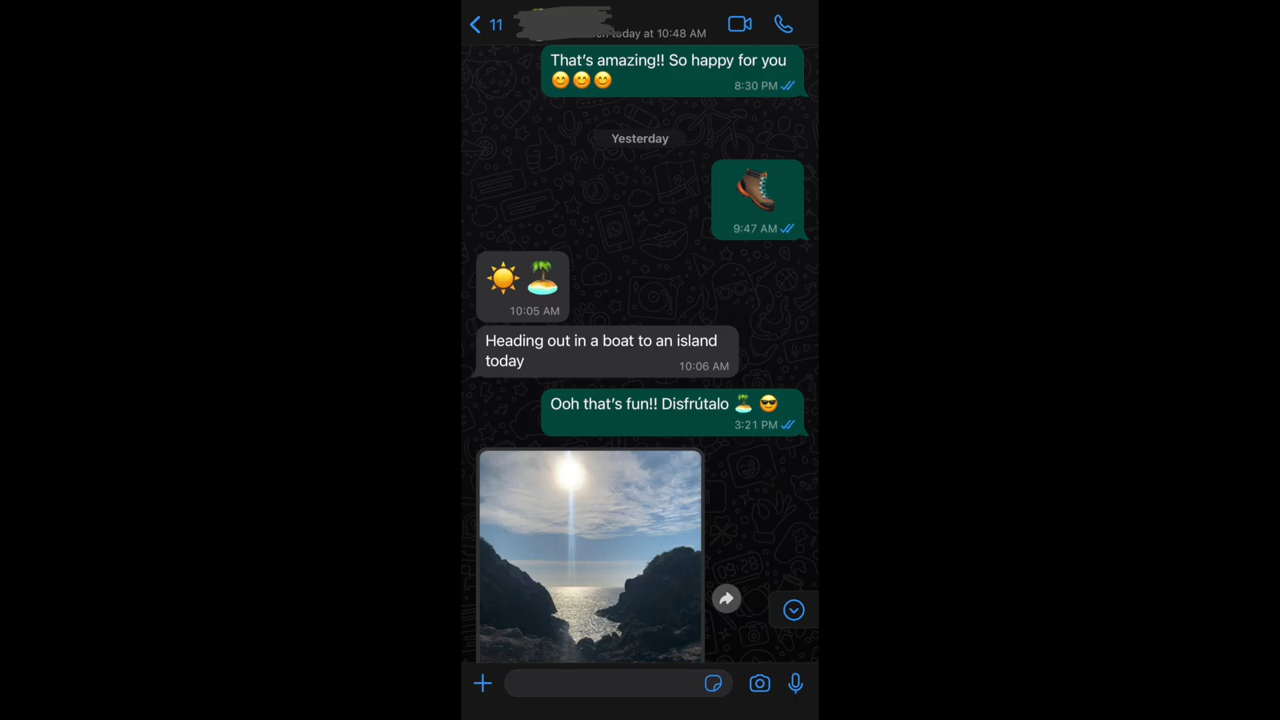 11
today at 10:48 AM
That's amazing!! So happy for you
😊😊😊
8:30 PM
Yesterday
🥾
9:47 AM
☀️🏝️
10:05 AM
Heading out in a boat to an island
today
10:06 AM
Ooh that's fun!! Disfrútalo 🏝️ 😎
3:21 PM